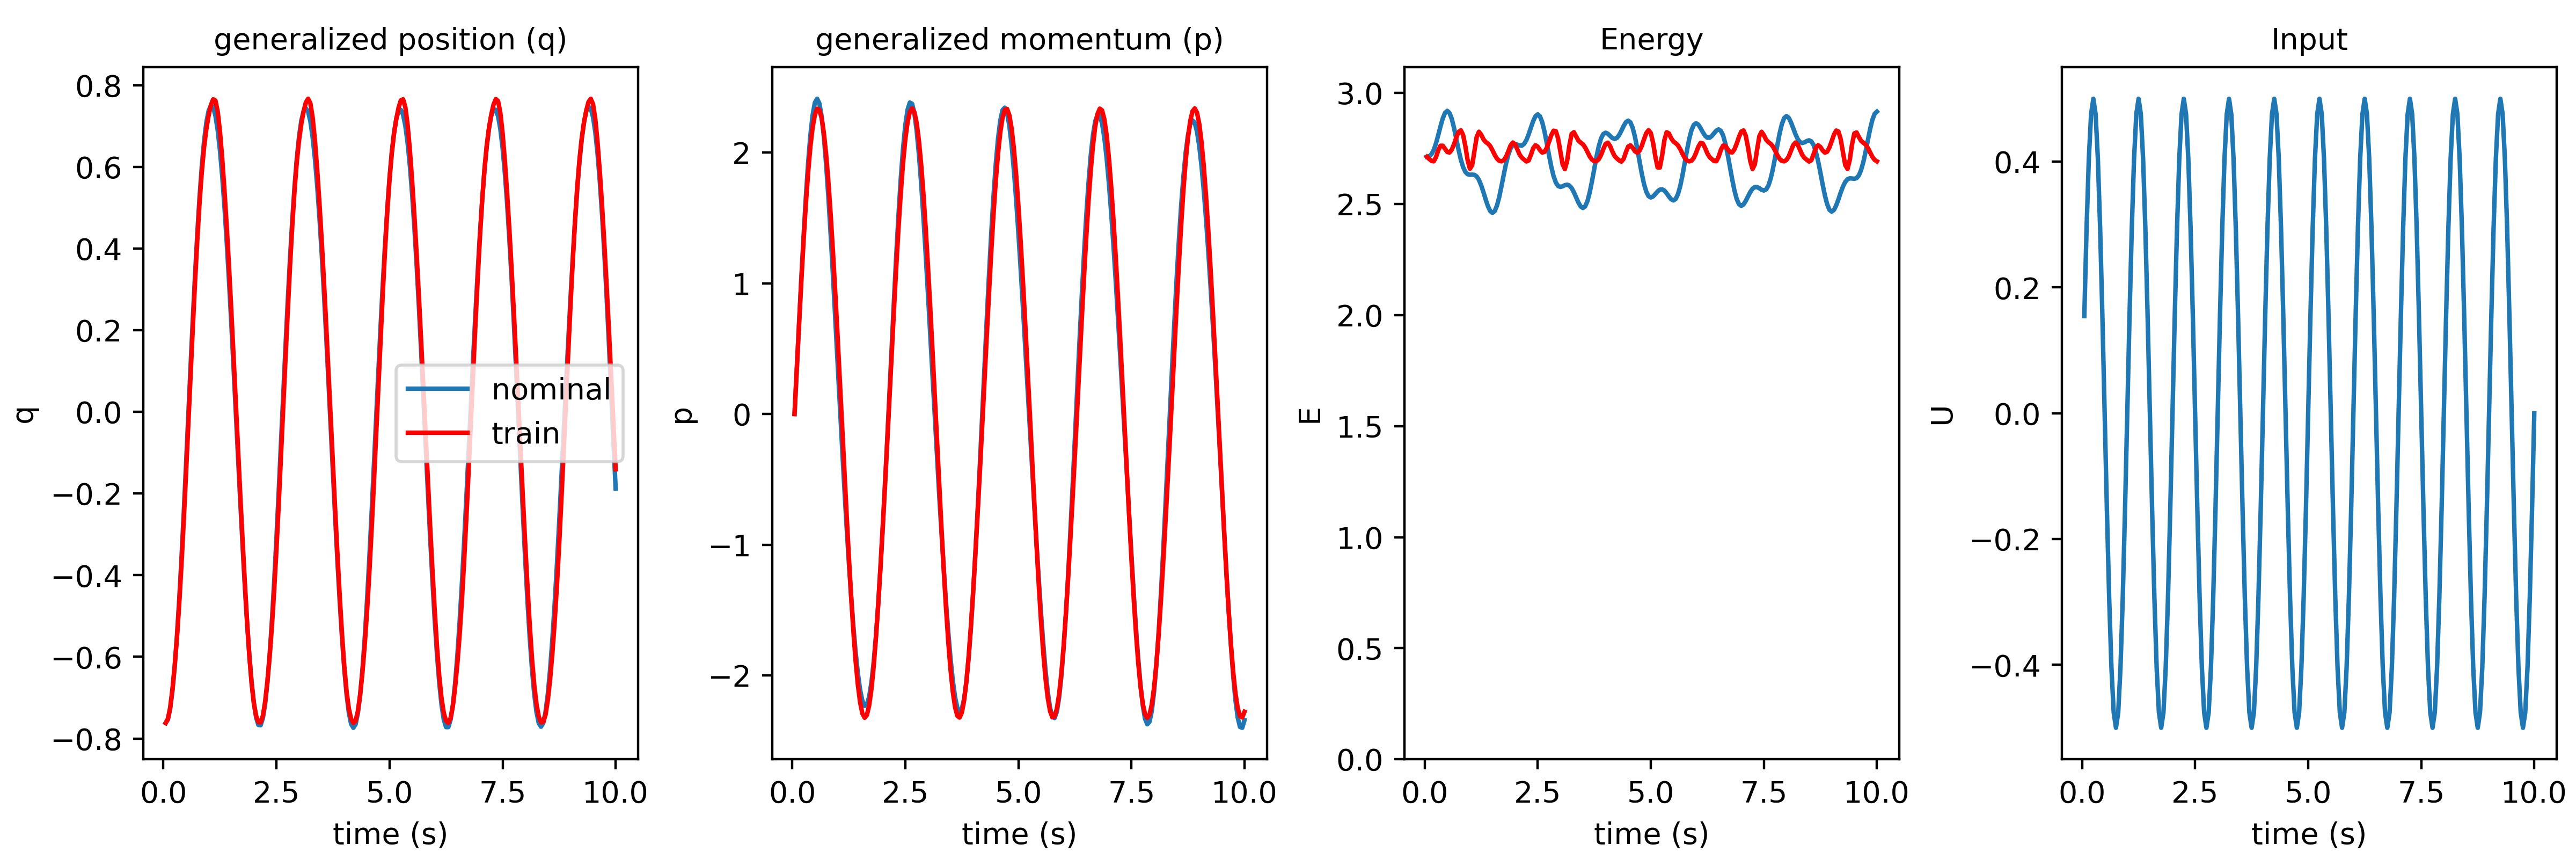 generalized position (q)
q
0.8
0.6
0.4
0.2
0.0
−0.2
−0.4
−0.6
−0.8
nominal
train
0.0 2.5 5.0 7.5 10.0
time (s)
generalized momentum (p)
p
2
1
0
−1
−2
0.0 2.5 5.0 7.5 10.0
time (s)
Energy
E
3.0
2.5
2.0
1.5
1.0
0.5
0.0
0.0 2.5 5.0 7.5 10.0
time (s)
Input
U
0.4
0.2
0.0
−0.2
−0.4
0.0 2.5 5.0 7.5 10.0
time (s)